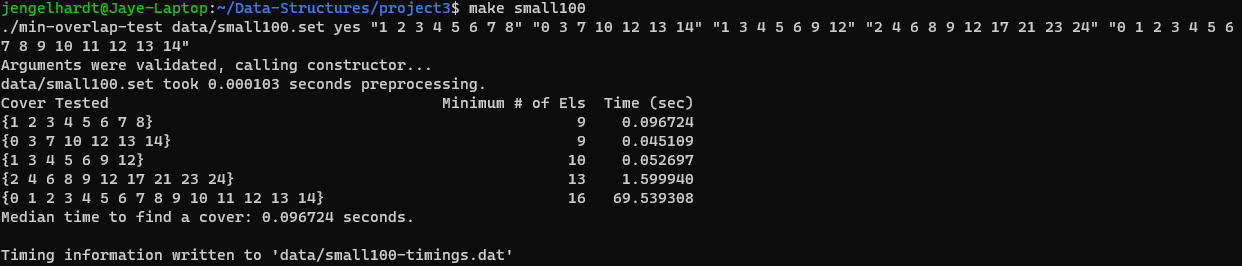 jengelhardt@Jaye-Laptop:~/Data-Structures/project3$ make small100
./min-overlap-test data/small100.set yes "1 2 3 4 5 6 7 8" "0 3 7 10 12 13 14" "1 3 4 5 6 9 12" "2 4 6 8 9 12 17 21 23 24" "0 1 2 3 4 5 6
7 8 9 10 11 12 13 14"
Arguments were validated, calling constructor...
data/small100.set took 0.000103 seconds preprocessing.
Cover Tested                                     Minimum # of Els  Time (sec)
{1 2 3 4 5 6 7 8}                                               9    0.096724
{0 3 7 10 12 13 14}                                             9    0.045109
{1 3 4 5 6 9 12}                                               10    0.052697
{2 4 6 8 9 12 17 21 23 24}                                     13    1.599940
{0 1 2 3 4 5 6 7 8 9 10 11 12 13 14}                           16   69.539308
Median time to find a cover: 0.096724 seconds.

Timing information written to 'data/small100-timings.dat'